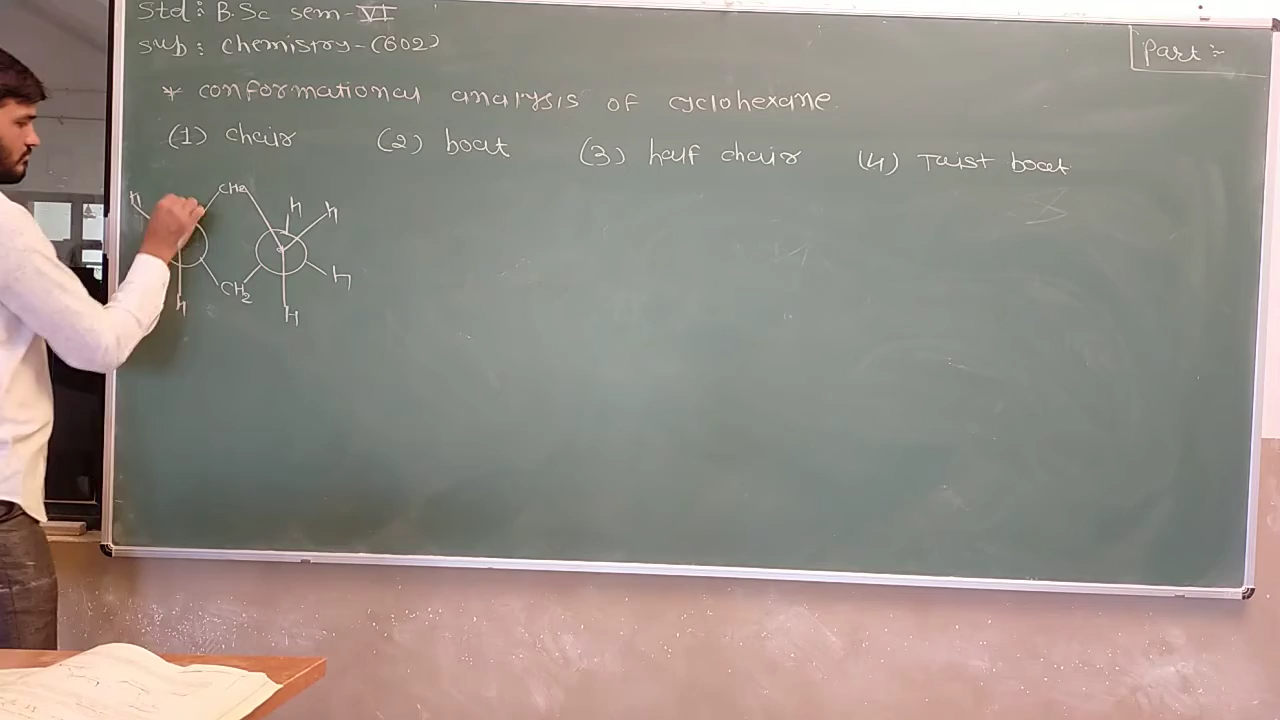 Std : B.Sc sem-VI
Sub : chemistry-(602)
Part :-
* conformational analysis of cyclohexane.
(1) chair (2) boat (3) half chair (4) Twist boat
H CH2 H H
H
H CH2 H